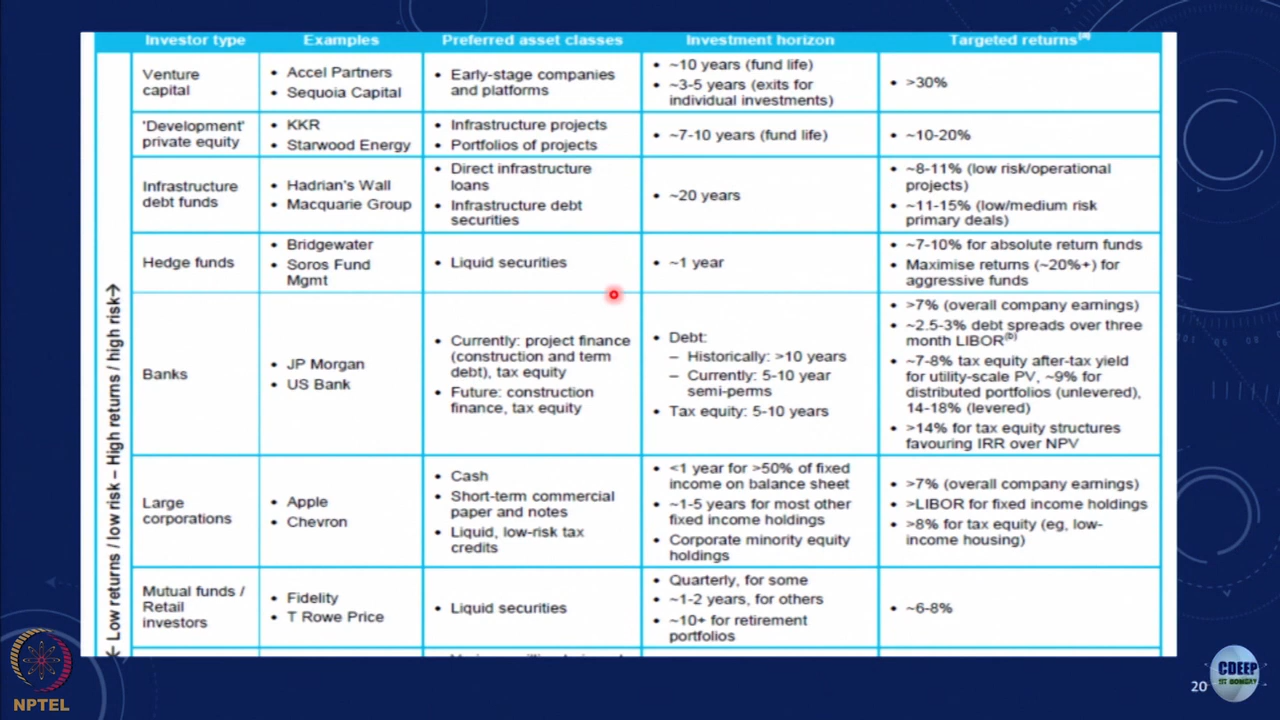 Investor type Examples Preferred asset classes Investment horizon Targeted returns
Venture
capital
• Accel Partners
• Sequoia Capital
• Early-stage companies
and platforms
• ~10 years (fund life)
• ~3-5 years (exits for
individual investments)
• >30%
'Development'
private equity
• KKR
• Starwood Energy
• Infrastructure projects
• Portfolios of projects
• ~7-10 years (fund life)
• ~10-20%
Infrastructure
debt funds
• Hadrian's Wall
• Macquarie Group
• Direct infrastructure
loans
• Infrastructure debt
securities
• ~20 years
• ~8-11% (low risk/operational
projects)
• ~11-15% (low/medium risk
primary deals)
Hedge funds
• Bridgewater
• Soros Fund
Mgmt
• Liquid securities
• ~1 year
• ~7-10% for absolute return funds
• Maximise returns (~20%+) for
aggressive funds
Banks
• JP Morgan
• US Bank
• Currently: project finance
(construction and term
debt), tax equity
• Future: construction
finance, tax equity
• Debt:
– Historically: >10 years
– Currently: 5-10 year
semi-perms
• Tax equity: 5-10 years
• >7% (overall company earnings)
• ~2.5-3% debt spreads over three
month LIBOR(b)
• ~7-8% tax equity after-tax yield
for utility-scale PV, ~9% for
distributed portfolios (unlevered),
14-18% (levered)
• >14% for tax equity structures
favouring IRR over NPV
Large
corporations
• Apple
• Chevron
• Cash
• Short-term commercial
paper and notes
• Liquid, low-risk tax
credits
• <1 year for >50% of fixed
income on balance sheet
• ~1-5 years for most other
fixed income holdings
• Corporate minority equity
holdings
• >7% (overall company earnings)
• >LIBOR for fixed income holdings
• >8% for tax equity (eg, low-
income housing)
Mutual funds /
Retail
investors
• Fidelity
• T Rowe Price
• Liquid securities
• Quarterly, for some
• ~1-2 years, for others
• ~10+ for retirement
portfolios
• ~6-8%
← Low returns / low risk – High returns / high risk →
NPTEL
20
CDEEP
IIT BOMBAY